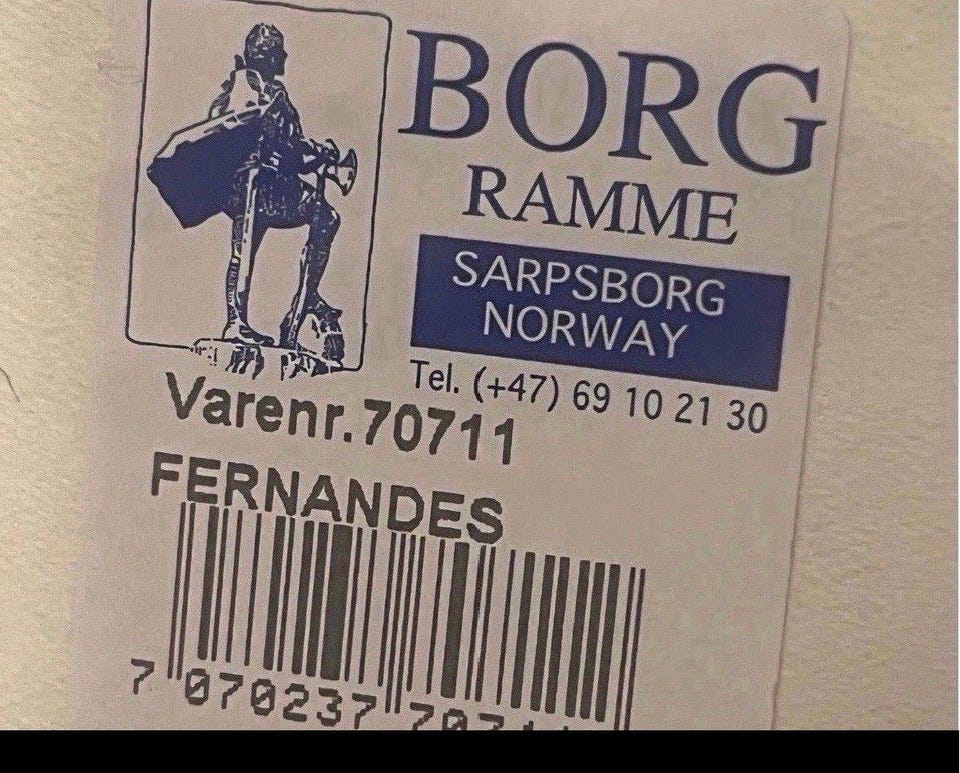 BORG
RAMME
SARPSBORG
NORWAY
Tel. (+47) 69 10 21 30
Varenr.70711
FERNANDES
7 070237